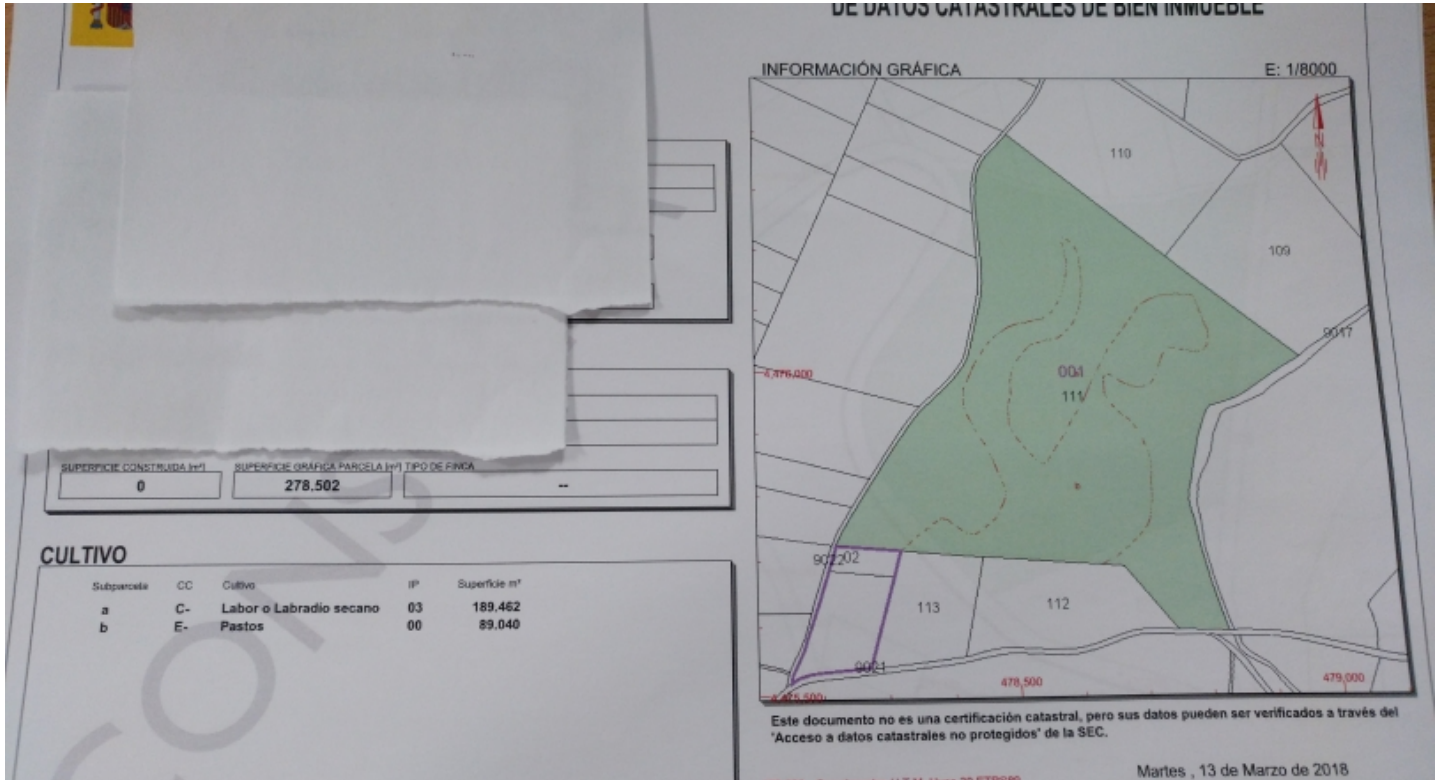 DE DATOS CATASTRALES DE BIEN INMUEBLE
INFORMACIÓN GRÁFICA
E: 1/8000
110
109
9017
4,476,000
001
111
SUPERFICIE CONSTRUIDA [m²]
SUPERFICIE GRÁFICA PARCELA [m²]
TIPO DE FINCA
0
278.502
--
CULTIVO
Subparcela CC Cultivo IP Superficie m²
a C- Labor o Labradío secano 03 189.462
b E- Pastos 00 89.040
9022
02
113
112
9021
478,500
479,000
4,475,500
Este documento no es una certificación catastral, pero sus datos pueden ser verificados a través del
'Acceso a datos catastrales no protegidos' de la SEC.
Martes , 13 de Marzo de 2018
CONS